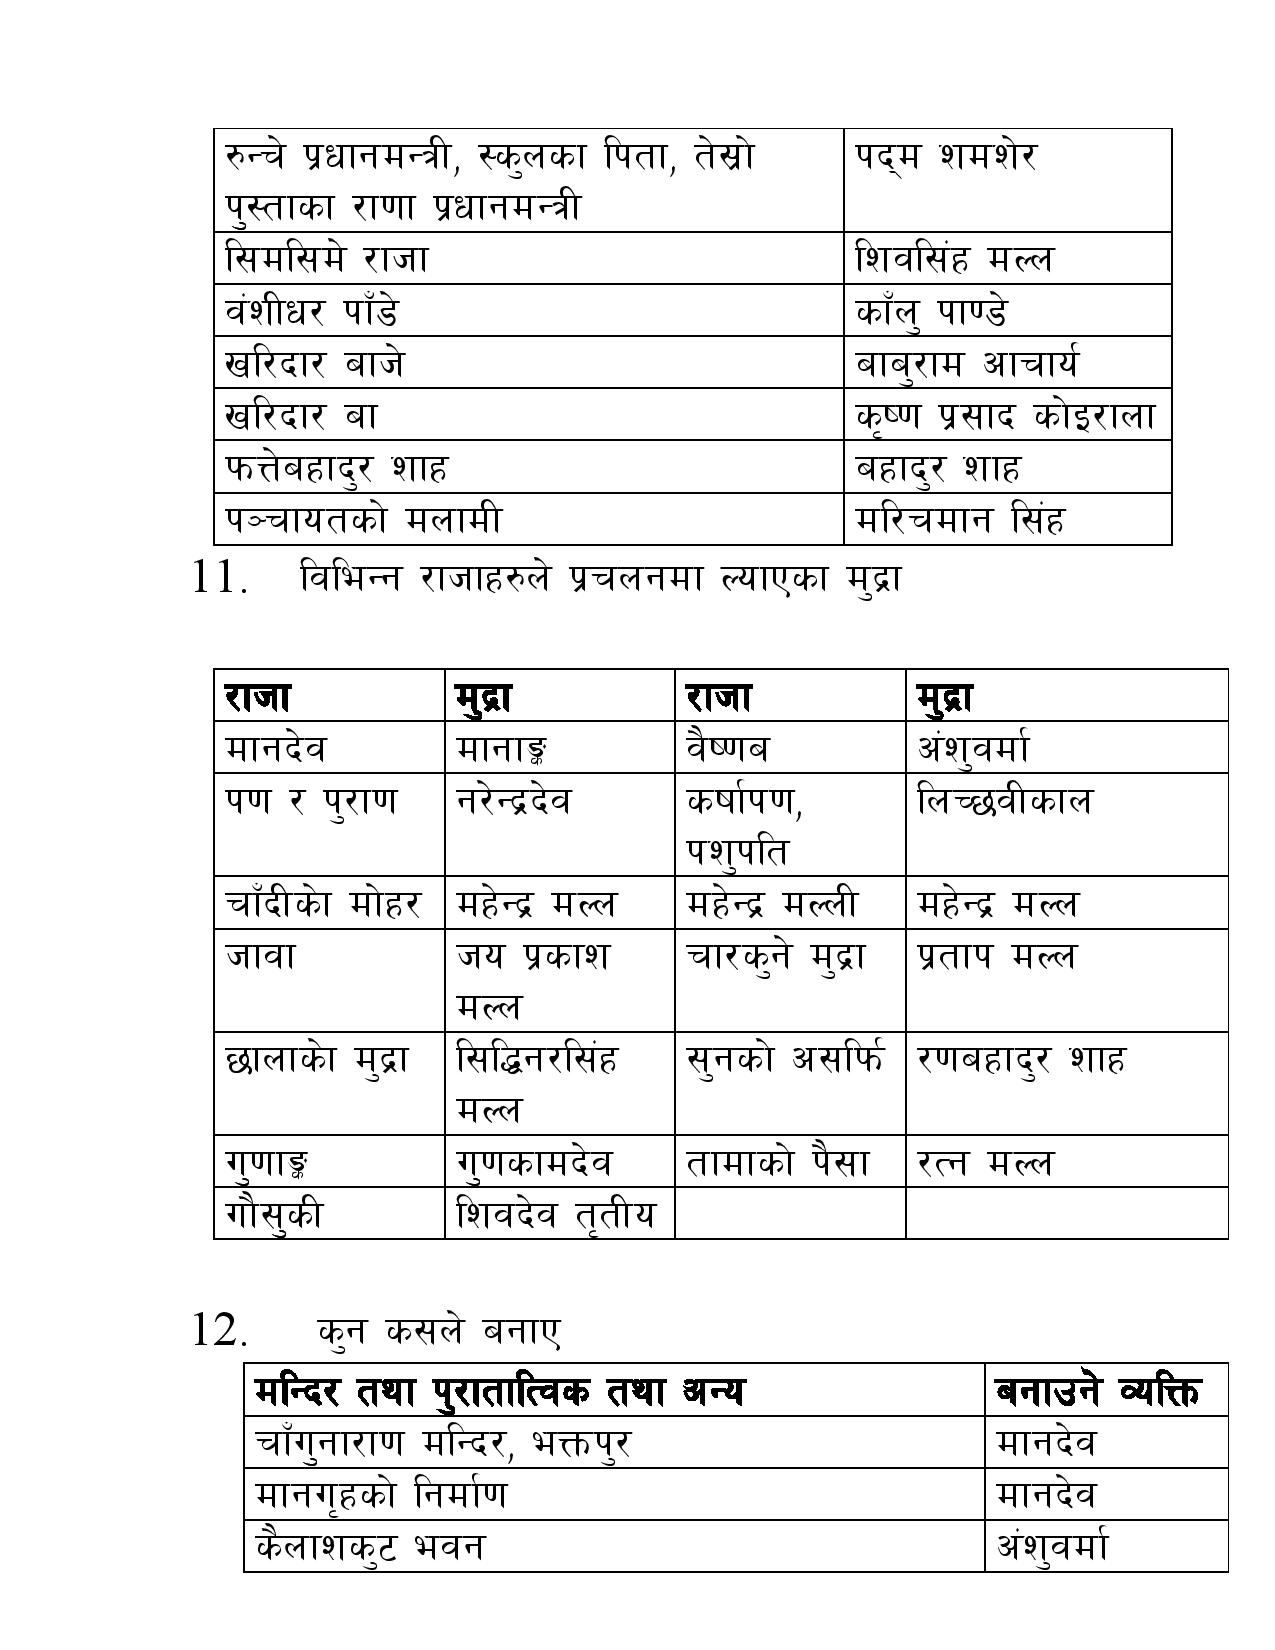 रुन्चे प्रधानमन्त्री, स्कुलका पिता, तेस्रो पद्म शमशेर
पुस्ताका राणा प्रधानमन्त्री
सिमसिमे राजा शिवसिंह मल्ल
वंशीधर पाँडे काँलु पाण्डे
खरिदार बाजे बाबुराम आचार्य
खरिदार बा कृष्ण प्रसाद कोइराला
फत्तेबहादुर शाह बहादुर शाह
पञ्चायतको मलामी मरिचमान सिंह
11. विभिन्न राजाहरुले प्रचलनमा ल्याएका मुद्रा
राजा मुद्रा राजा मुद्रा
मानदेव मानाङ्क वैष्णब अंशुवर्मा
पण र पुराण नरेन्द्रदेव कर्षापण, लिच्छवीकाल
पशुपति
चाँदीकेा मोहर महेन्द्र मल्ल महेन्द्र मल्ली महेन्द्र मल्ल
जावा जय प्रकाश चारकुने मुद्रा प्रताप मल्ल
मल्ल
छालाकेा मुद्रा सिद्धिनरसिंह सुनको असर्फि रणबहादुर शाह
मल्ल
गुणाङ्क गुणकामदेव तामाको पैसा रत्न मल्ल
गौसुकी शिवदेव तृतीय
12. कुन कसले बनाए
मन्दिर तथा पुरातात्विक तथा अन्य बनाउने व्यक्ति
चाँगुनाराण मन्दिर, भक्तपुर मानदेव
मानगृहको निर्माण मानदेव
कैलाशकुट भवन अंशुवर्मा